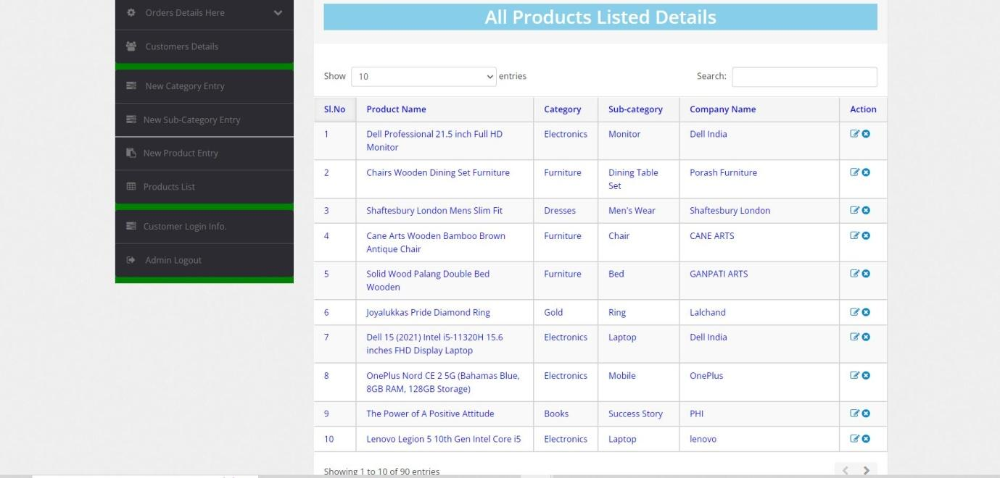 Orders Details Here
Customers Details
New Category Entry
New Sub-Category Entry
New Product Entry
Products List
Customer Login Info.
Admin Logout
All Products Listed Details
Show 10 entries Search:
Sl.No Product Name Category Sub-category Company Name Action
1 Dell Professional 21.5 inch Full HD Electronics Monitor Dell India
Monitor
2 Chairs Wooden Dining Set Furniture Furniture Dining Table Porash Furniture
Set
3 Shaftesbury London Mens Slim Fit Dresses Men's Wear Shaftesbury London
4 Cane Arts Wooden Bamboo Brown Furniture Chair CANE ARTS
Antique Chair
5 Solid Wood Palang Double Bed Furniture Bed GANPATI ARTS
Wooden
6 Joyalukkas Pride Diamond Ring Gold Ring Lalchand
7 Dell 15 (2021) Intel i5-11320H 15.6 Electronics Laptop Dell India
inches FHD Display Laptop
8 OnePlus Nord CE 2 5G (Bahamas Blue, Electronics Mobile OnePlus
8GB RAM, 128GB Storage)
9 The Power of A Positive Attitude Books Success Story PHI
10 Lenovo Legion 5 10th Gen Intel Core i5 Electronics Laptop lenovo
Showing 1 to 10 of 90 entries